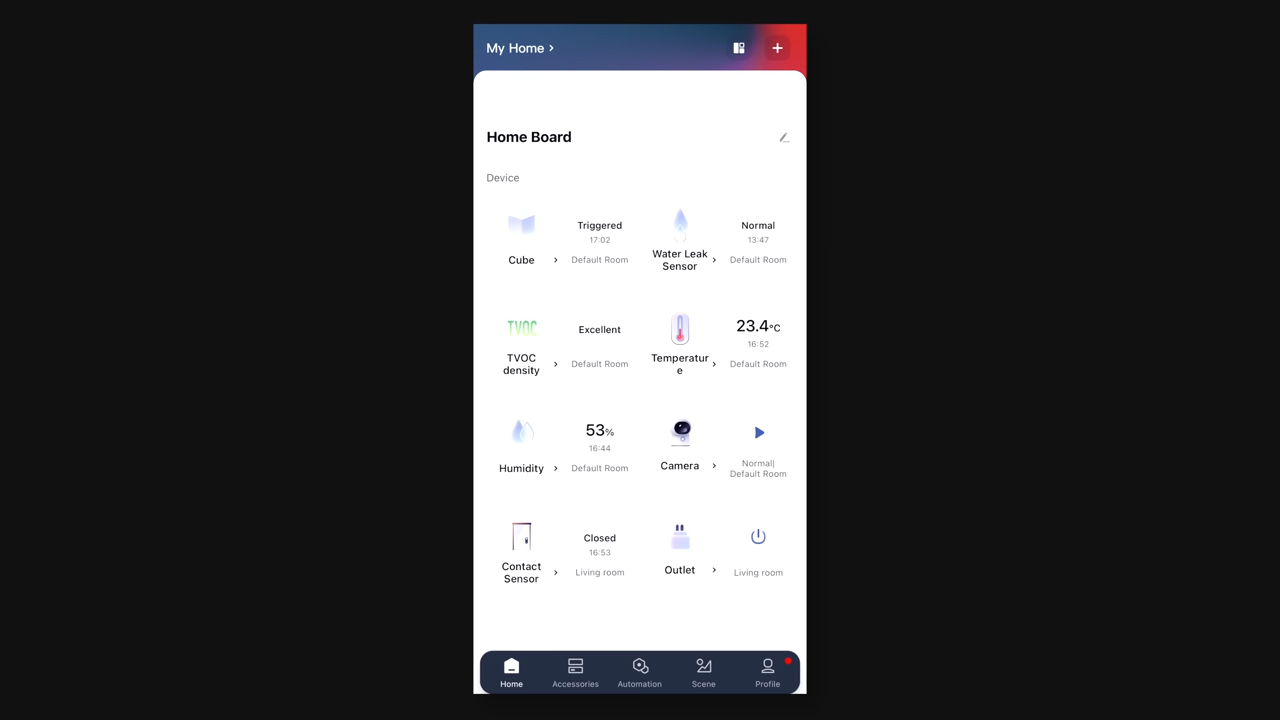 My Home
Home Board
Device
Triggered
17:02
Cube
Default Room
Normal
13:47
Water Leak
Sensor
Default Room
TVOC
Excellent
TVOC
density
Default Room
23.4°C
16:52
Temperatur
e
Default Room
53%
16:44
Humidity
Default Room
Camera
Normal|
Default Room
Closed
16:53
Contact
Sensor
Living room
Outlet
Living room
Home
Accessories
Automation
Scene
Profile